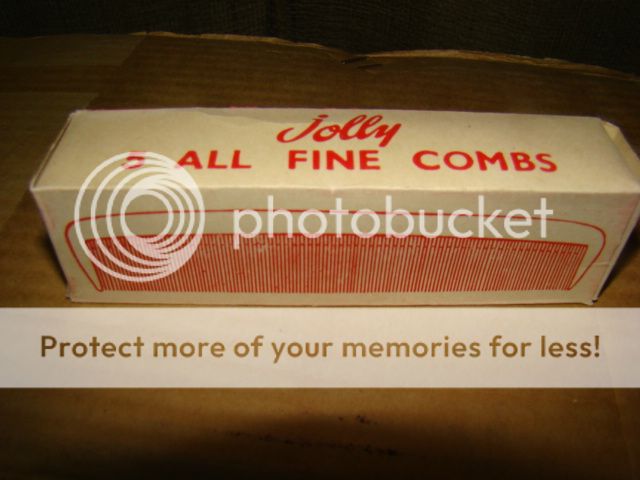 Jolly
ALL FINE COMBS
photobucket
Protect more of your memories for less!